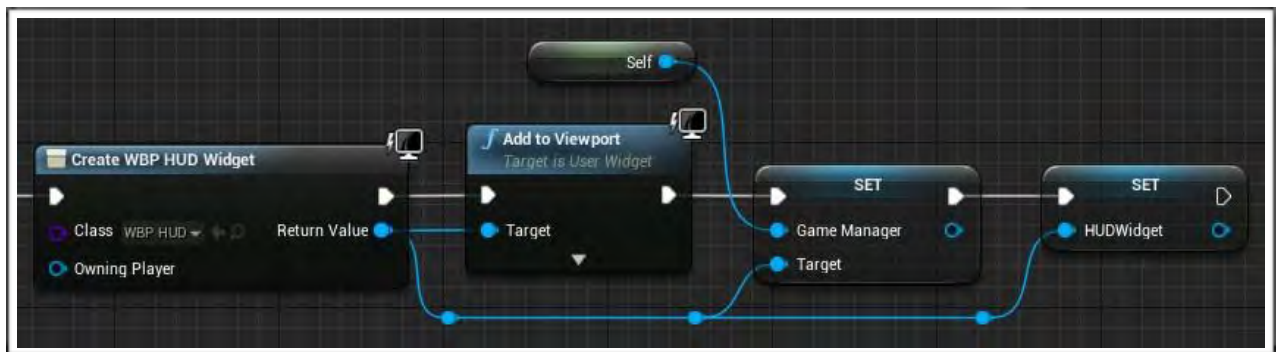 Self
Create WBP HUD Widget
Class WBP HUD Return Value
Owning Player
Add to Viewport
Target is User Widget
Target
SET
Game Manager
Target
SET
HUDWidget